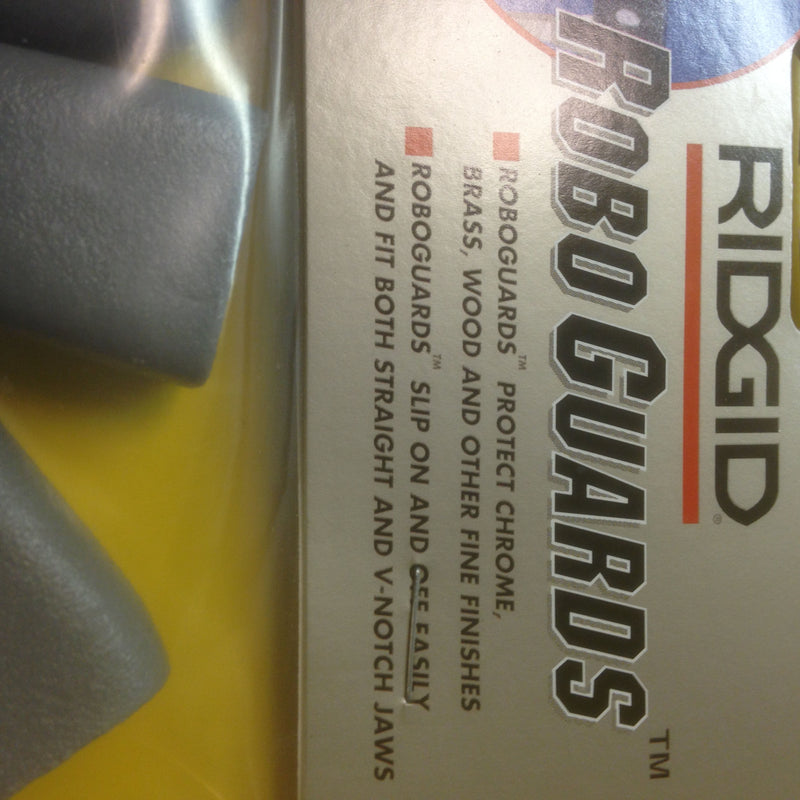 RIDGID®
ROBO GUARDS™
ROBOGUARDS™ PROTECT CHROME,
BRASS, WOOD AND OTHER FINE FINISHES
ROBOGUARDS™ SLIP ON AND OFF EASILY
AND FIT BOTH STRAIGHT AND V-NOTCH JAWS